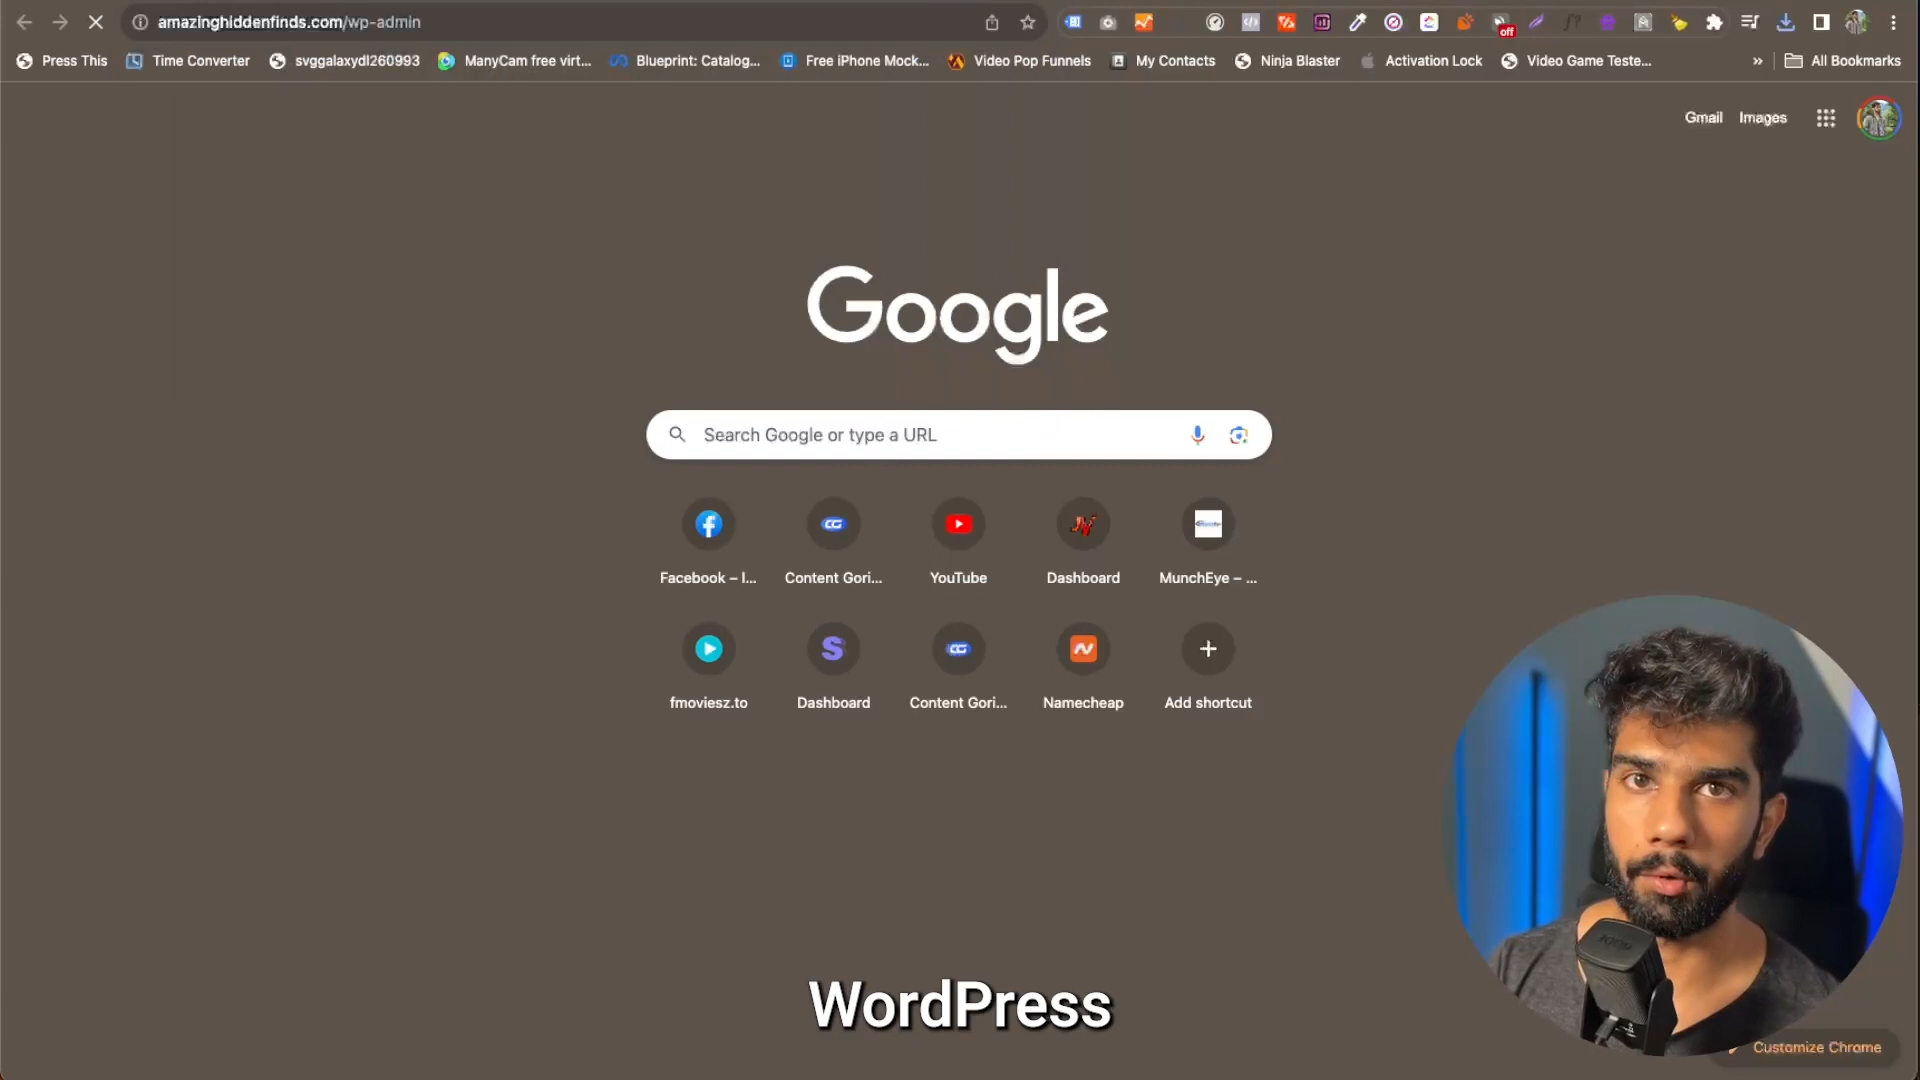 amazinghiddenfinds.com/wp-admin
off
Press This
Time Converter
svggalaxydl260993
ManyCam free virt...
Blueprint: Catalog...
Free iPhone Mock...
Video Pop Funnels
My Contacts
Ninja Blaster
Activation Lock
Video Game Teste...
»
All Bookmarks
Gmail
Images
Google
Search Google or type a URL
Facebook – I...
Content Gori...
YouTube
Dashboard
MunchEye – ...
fmoviesz.to
Dashboard
Content Gori...
Namecheap
Add shortcut
WordPress
Customize Chrome